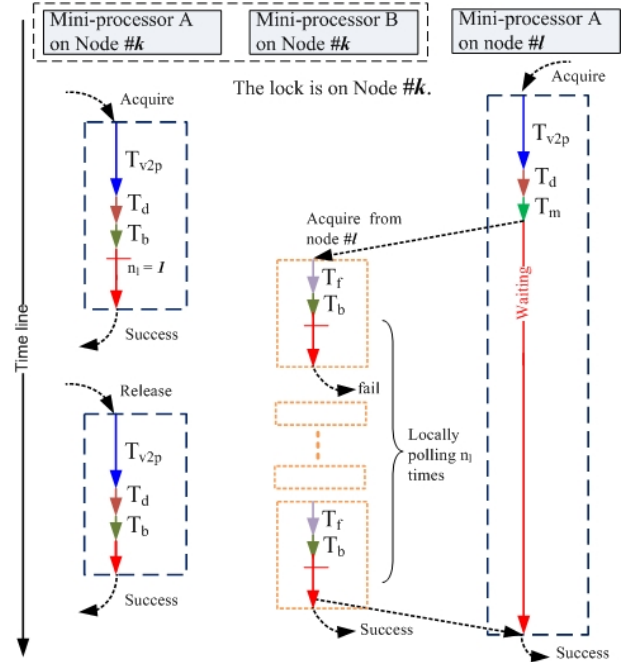 Mini-processor A
on Node #k
Mini-processor B
on Node #k
Mini-processor A
on node #l
The lock is on Node #k.
Time line
Acquire
Tv2p
Td
Tb
nl = 1
Success
Release
Tv2p
Td
Tb
Success
Acquire from
node #l
Tf
Tb
fail
Locally
polling nl
times
Tf
Tb
Success
Acquire
Tv2p
Td
Tm
Waiting
Success